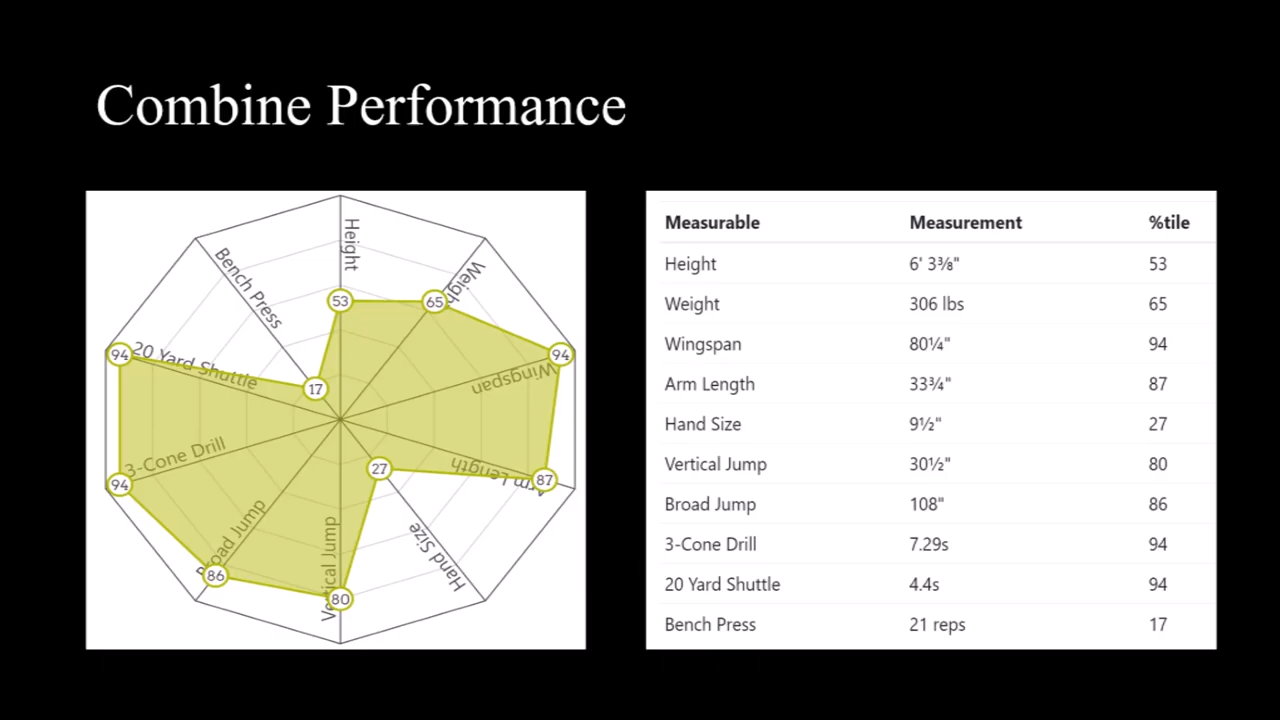 Combine Performance
Height
Weight
Wingspan
Arm Length
Hand Size
Vertical Jump
Broad Jump
3-Cone Drill
20 Yard Shuttle
Bench Press
53
65
94
87
27
80
86
94
94
17
Measurable Measurement %tile
Height 6' 3⅜" 53
Weight 306 lbs 65
Wingspan 80¼" 94
Arm Length 33¾" 87
Hand Size 9½" 27
Vertical Jump 30½" 80
Broad Jump 108" 86
3-Cone Drill 7.29s 94
20 Yard Shuttle 4.4s 94
Bench Press 21 reps 17